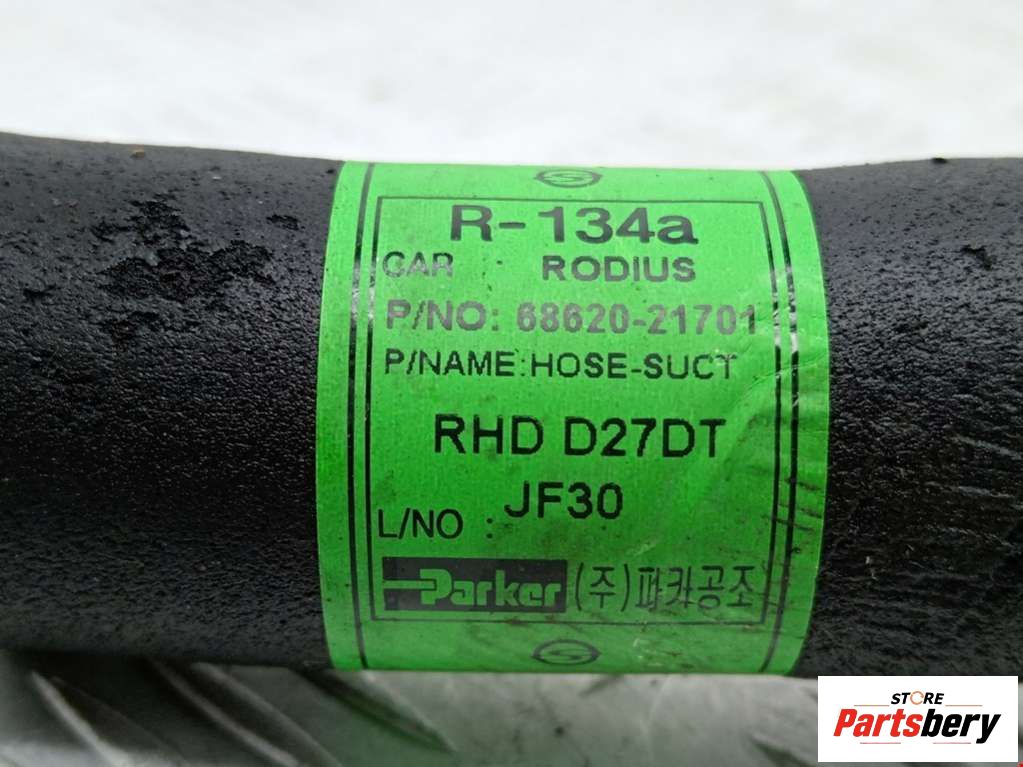 R-134a
CAR : RODIUS
P/NO: 68620-21701
P/NAME:HOSE-SUCT
RHD D27DT
JF30
L/NO :
Parker (주)파카공조
STORE
Partsbery